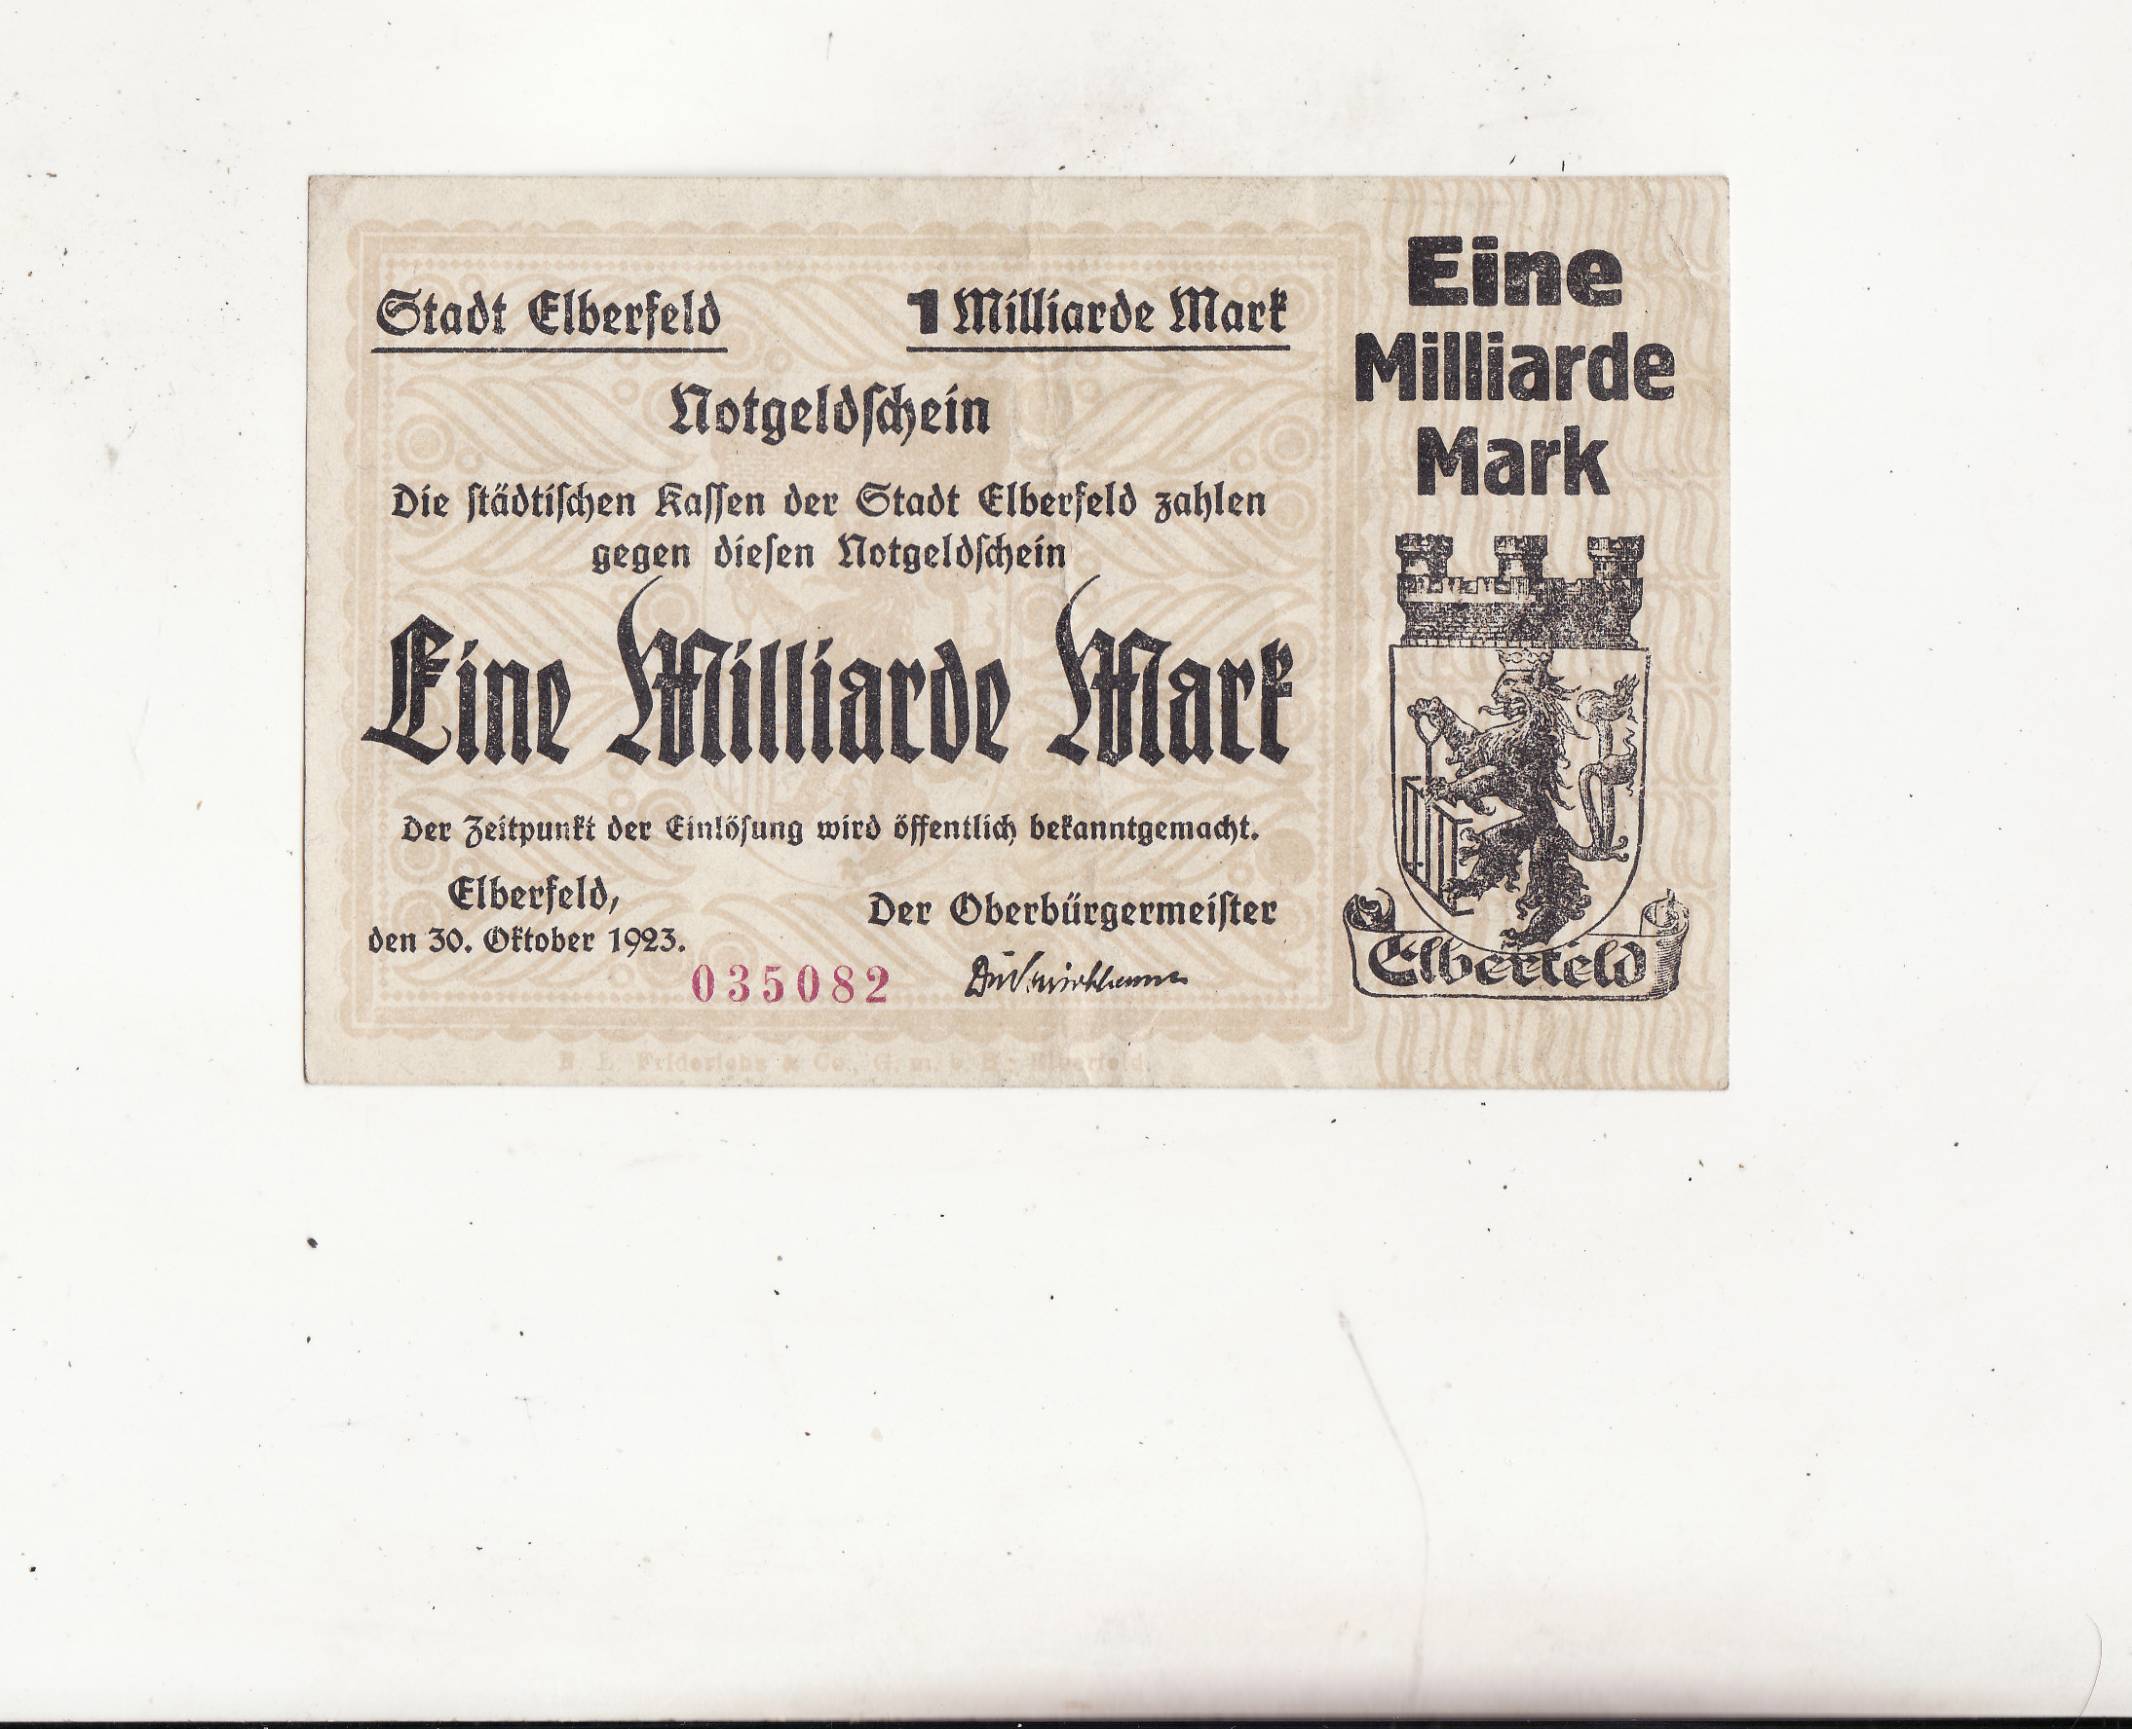 Stadt Elberfeld
1 Milliarde Mark
Notgeldschein
Die städtischen Kassen der Stadt Elberfeld zahlen
gegen diesen Notgeldschein
Eine Milliarde Mark
Der Zeitpunkt der Einlösung wird öffentlich bekanntgemacht.
Elberfeld,
den 30. Oktober 1923.
Der Oberbürgermeister
035082
& Co., G. m. b. H. Elberfeld.
Eine
Milliarde
Mark
Elberfeld